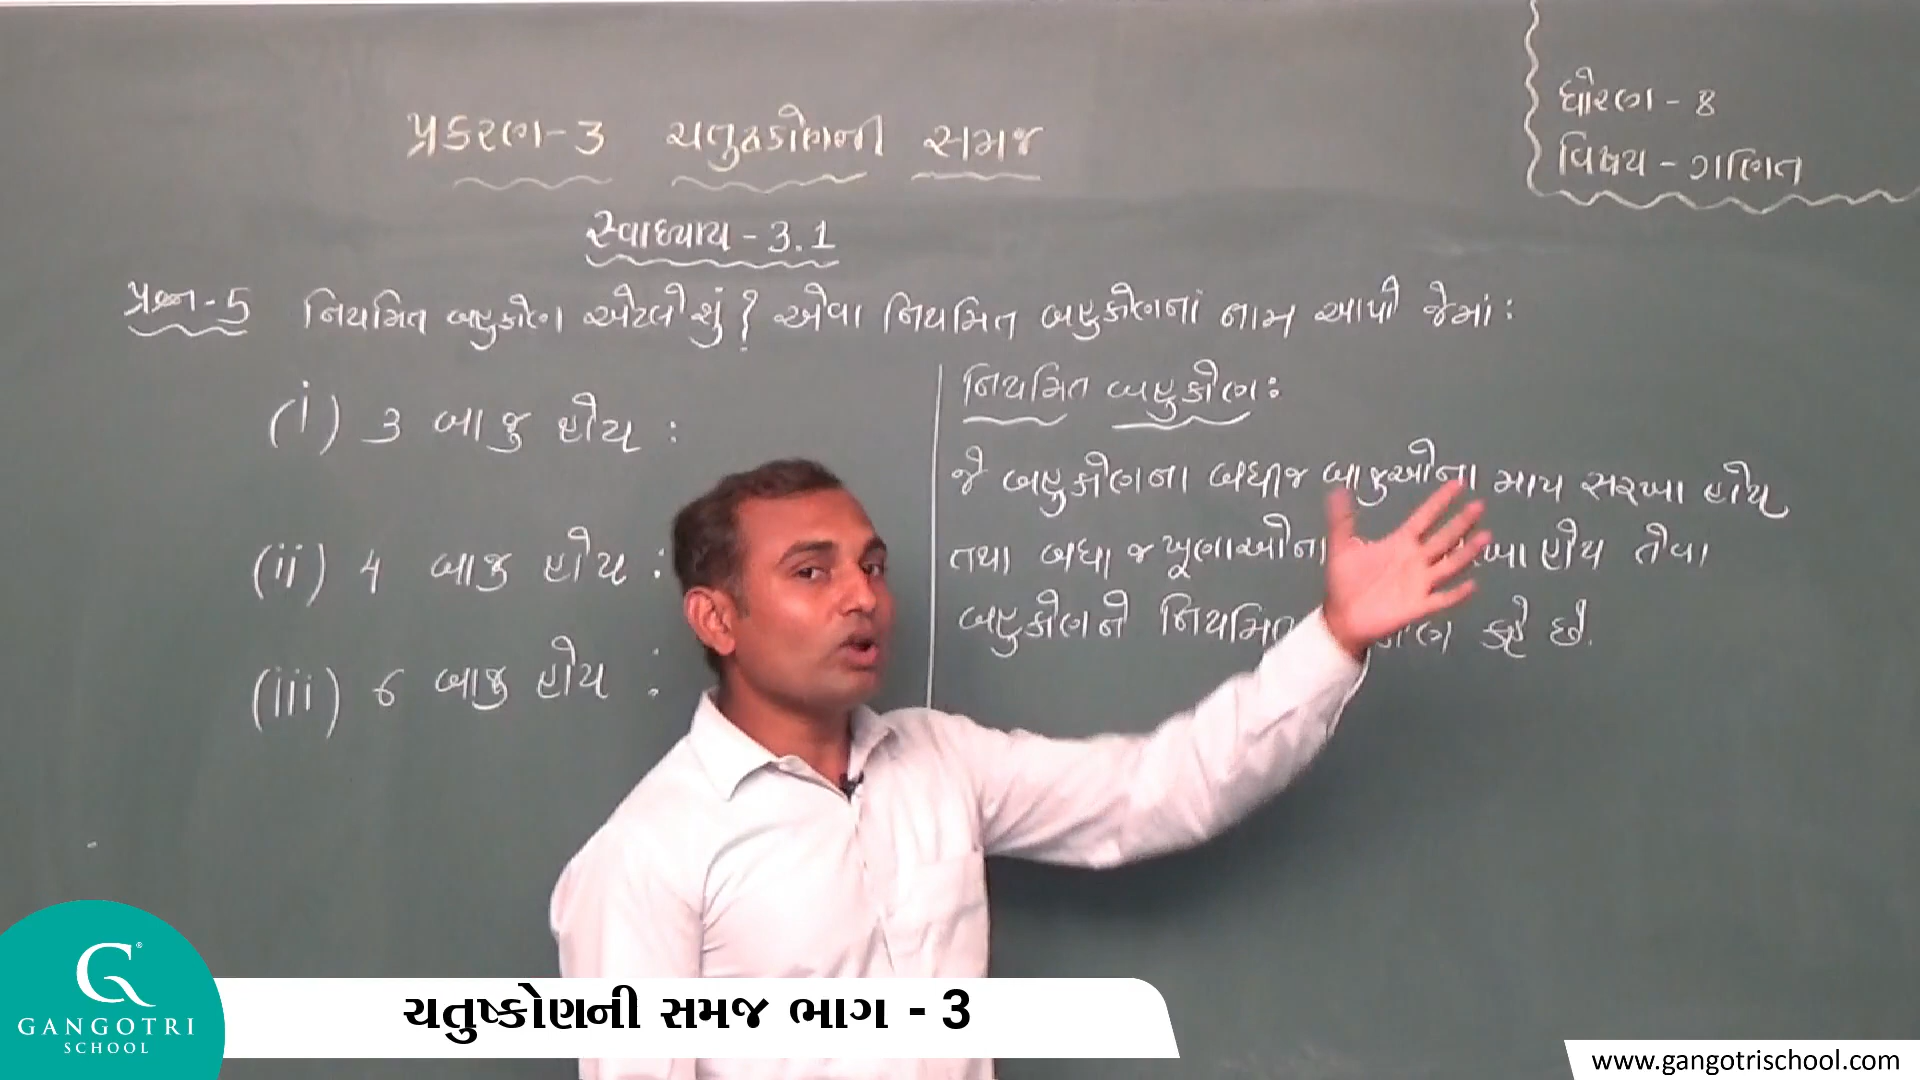 ધોરણ - 8
વિષય - ગણિત
પ્રકરણ - 3 ચતુષ્કોણની સમજ
સ્વાધ્યાય - 3.1
પ્રશ્ન - 5 નિયમિત બહુકોણ એટલે શું ? એવા નિયમિત બહુકોણનાં નામ આપો જેમાં :
(i) 3 બાજુ હોય :
(ii) 4 બાજુ હોય :
(iii) 6 બાજુ હોય :
નિયમિત બહુકોણ :
જે બહુકોણના બધા જ બાજુઓના માપ સરખા હોય
તથા બધા જ ખૂણાઓના હોય તેવા
બહુકોણને નિયમિત કહે છે.
ચતુષ્કોણની સમજ ભાગ - 3
G
GANGOTRI
SCHOOL
www.gangotrischool.com